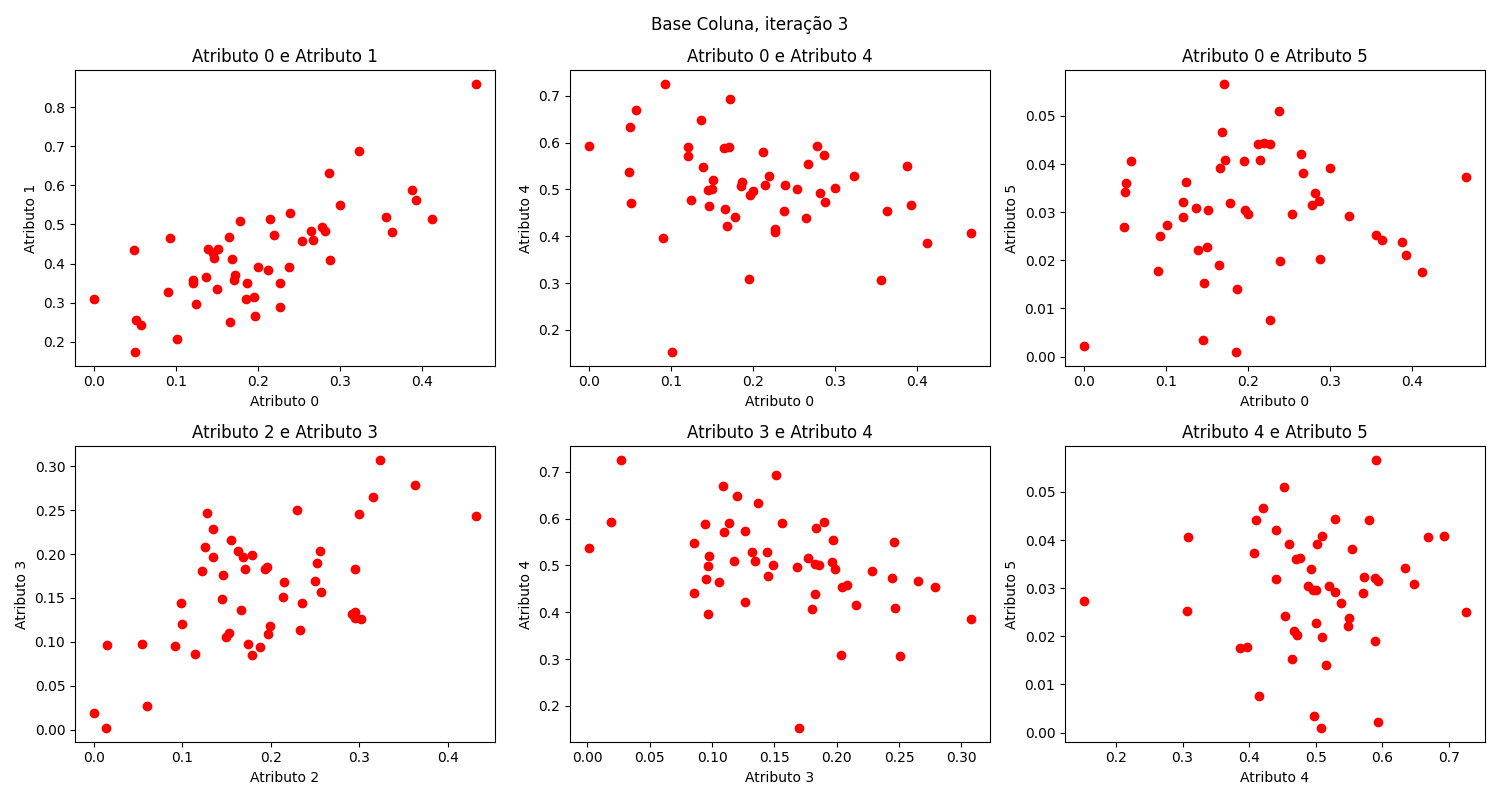 Base Coluna, iteração 3
Atributo 0 e Atributo 1
Atributo 1
0.8
0.7
0.6
0.5
0.4
0.3
0.2
0.0 0.1 0.2 0.3 0.4
Atributo 0
Atributo 0 e Atributo 4
Atributo 4
0.7
0.6
0.5
0.4
0.3
0.2
0.0 0.1 0.2 0.3 0.4
Atributo 0
Atributo 0 e Atributo 5
Atributo 5
0.05
0.04
0.03
0.02
0.01
0.00
0.0 0.1 0.2 0.3 0.4
Atributo 0
Atributo 2 e Atributo 3
Atributo 3
0.30
0.25
0.20
0.15
0.10
0.05
0.00
0.0 0.1 0.2 0.3 0.4
Atributo 2
Atributo 3 e Atributo 4
Atributo 4
0.7
0.6
0.5
0.4
0.3
0.2
0.00 0.05 0.10 0.15 0.20 0.25 0.30
Atributo 3
Atributo 4 e Atributo 5
Atributo 5
0.05
0.04
0.03
0.02
0.01
0.00
0.2 0.3 0.4 0.5 0.6 0.7
Atributo 4